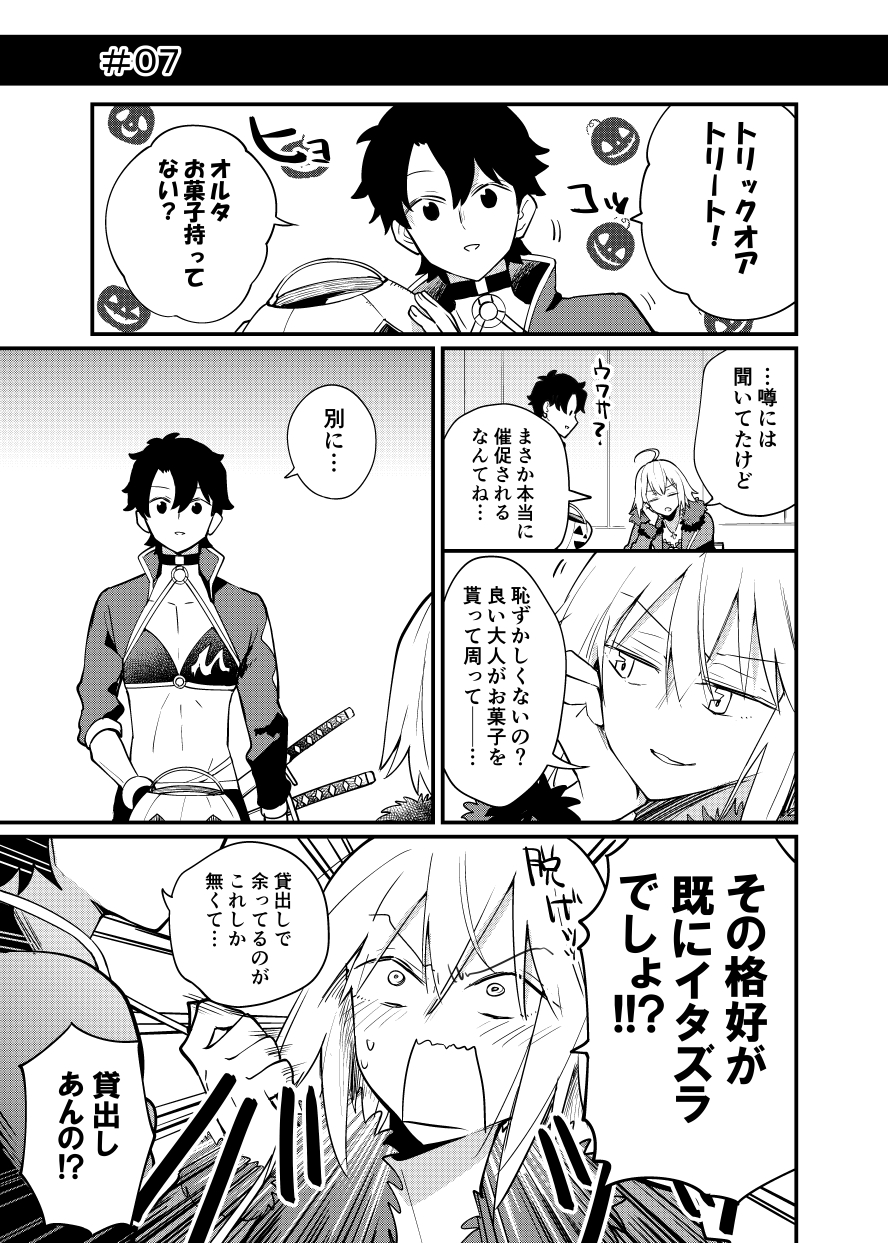 #07
トリックオア
トリート！
コッ
ヒョ
オルタ
お菓子持って
ない？
…噂には
聞いてたけど
ウワサ？
まさか本当に
催促される
なんてね…
恥ずかしくないの？
良い大人がお菓子を
貰って周って――…
別に…
その格好が
既にイタズラ
でしょ!!?
脱げッ
貸出しで
余ってるのが
これしか
無くて…
貸出し
あんの!?